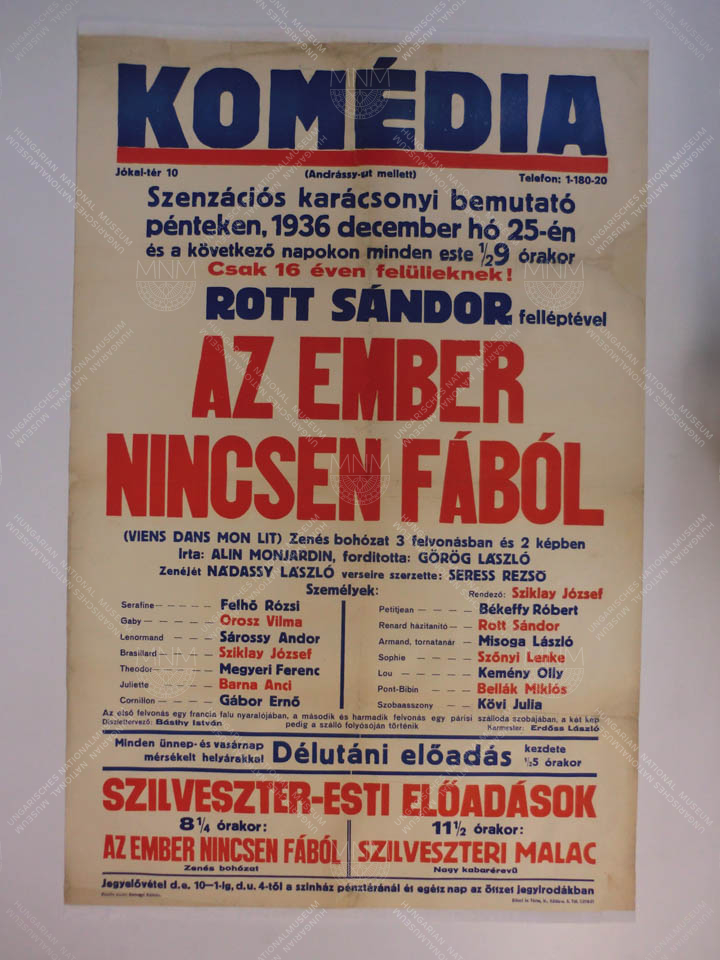 KOMÉDIA
Jókai-tér 10 (Andrássy-ut mellett) Telefon: 1-180-20
Szenzációs karácsonyi bemutató
pénteken, 1936 december hó 25-én
és a következő napokon minden este ½9 órakor
Csak 16 éven felülieknek!
ROTT SÁNDOR felléptével
AZ EMBER
NINCSEN FÁBÓL
(VIENS DANS MON LIT) Zenés bohózat 3 felvonásban és 2 képben
Irta: ALIN MONJARDIN, forditotta: GÖRÖG LÁSZLÓ
Zenéjét NÁDASSY LÁSZLÓ verseire szerzette: SERESS REZSŐ
Személyek: Rendező: Sziklay József
Serafine — Felhő Rózsi
Gaby — Orosz Vilma
Lenormand — Sárossy Andor
Brasillard — Sziklay József
Theodor — Megyeri Ferenc
Juliette — Barna Anci
Cornillon — Gábor Ernő
Petitjean — Békeffy Róbert
Renard házitanító — Rott Sándor
Armand, tornatanár — Misoga László
Sophie — Szőnyi Lenke
Lou — Kemény Olly
Pont-Bibin — Bellák Miklós
Szobaasszony — Kövi Julia
Az első felvonás egy francia falu nyaralójában, a második és harmadik felvonás egy párisi szálloda szobájában, a két kép
Diszlettervező: Básthy István pedig a szálló folyosóján történik Karmester: Erdőss László
Minden ünnep- és vasárnap
mérsékelt helyárakkal Délutáni előadás kezdete
½5 órakor
SZILVESZTER-ESTI ELŐADÁSOK
8¼ órakor:
AZ EMBER NINCSEN FÁBÓL
Zenés bohózat
11½ órakor:
SZILVESZTERI MALAC
Nagy kabarérevü
Jegyelővétel d.e. 10—1-ig, d.u. 4-től a szinház pénztáránál és egész nap az összes jegyirodákban